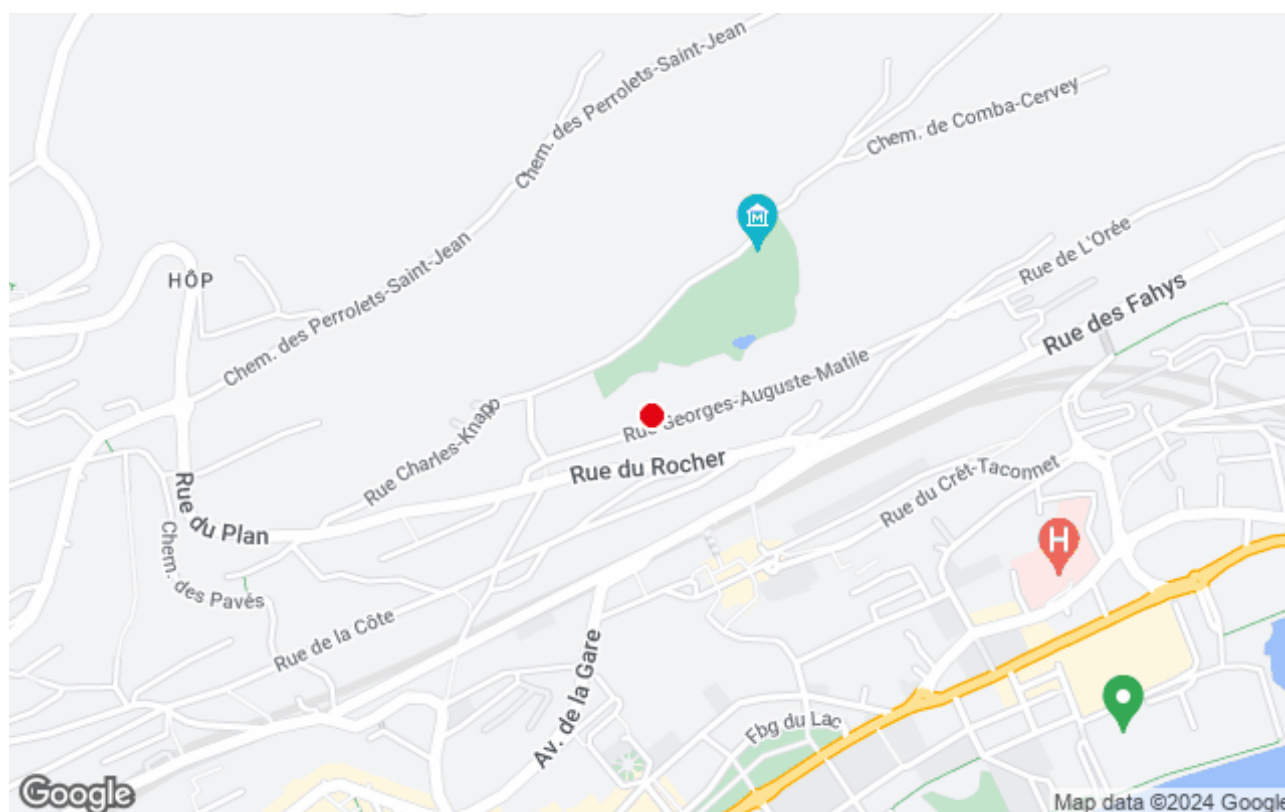 Chem. des Perrolets-Saint-Jean
Chem. de Comba-Cervey
M
HÔP
Chem. des Perrolets-Saint-Jean
Rue de L'Orée
Rue des Fahys
Rue Georges-Auguste-Matile
Rue Charles-Knapp
Rue du Rocher
Rue du Plan
Rue du Crêt-Taconnet
H
Chem. des Pavés
Rue de la Côte
Av. de la Gare
Fbg du Lac
Google
Map data ©2024 Google